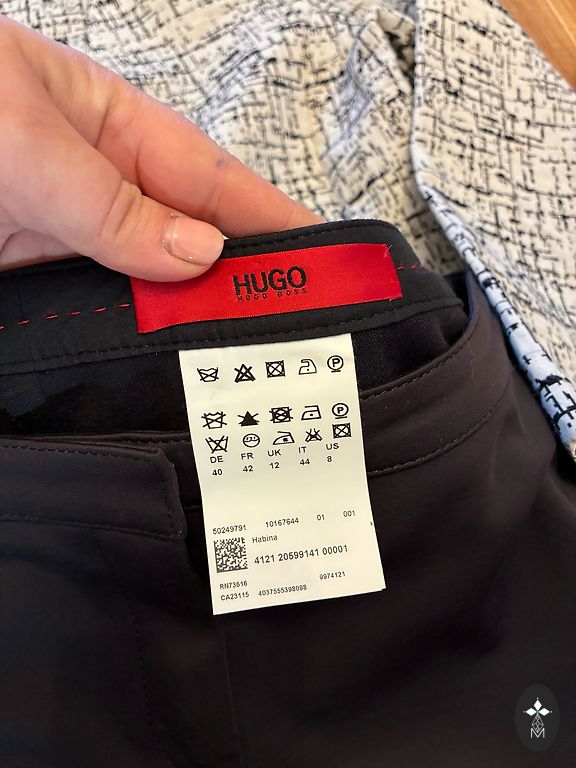 HUGO
HUGO BOSS
DE FR UK IT US
40 42 12 44 8
50249791 10167644 01 001
Habina
4121 20599141 00001
RN73616 9974121
CA23115 4037555398098
M